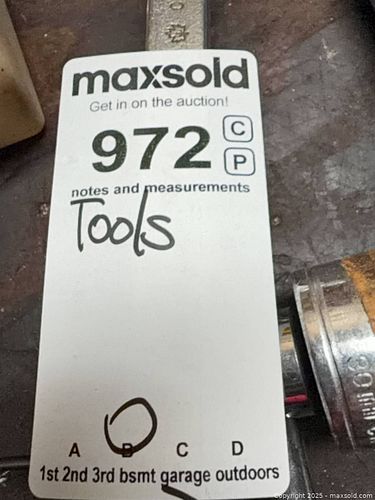 maxsold
Get in on the auction!
972
C
P
notes and measurements
Tools
A B C D
1st 2nd 3rd bsmt garage outdoors
©Copyright 2025 - maxsold.com